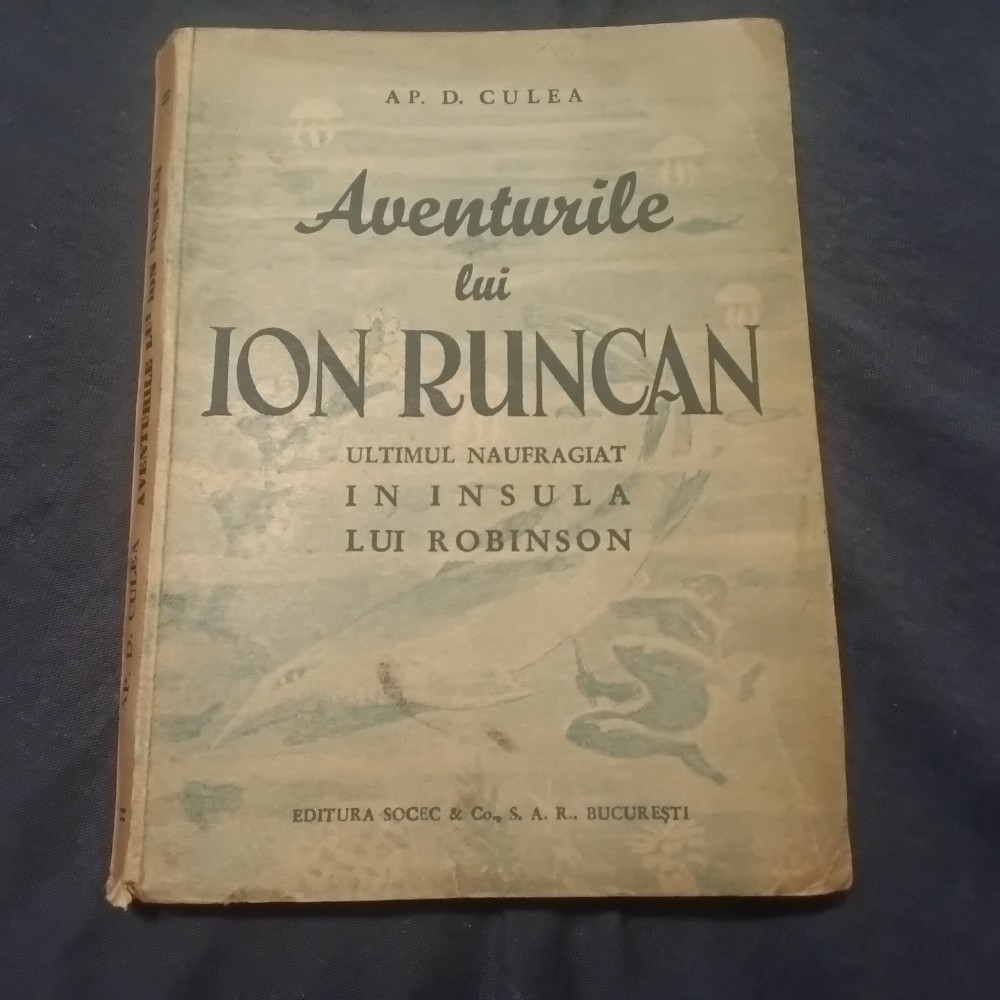 AP. D. CULEA
Aventurile
lui
ION RUNCAN
ULTIMUL NAUFRAGIAT
IN INSULA
LUI ROBINSON
EDITURA SOCEC & Co., S. A. R., BUCUREȘTI
AP. D. CULEA AVENTURILE LUI ION RUNCAN